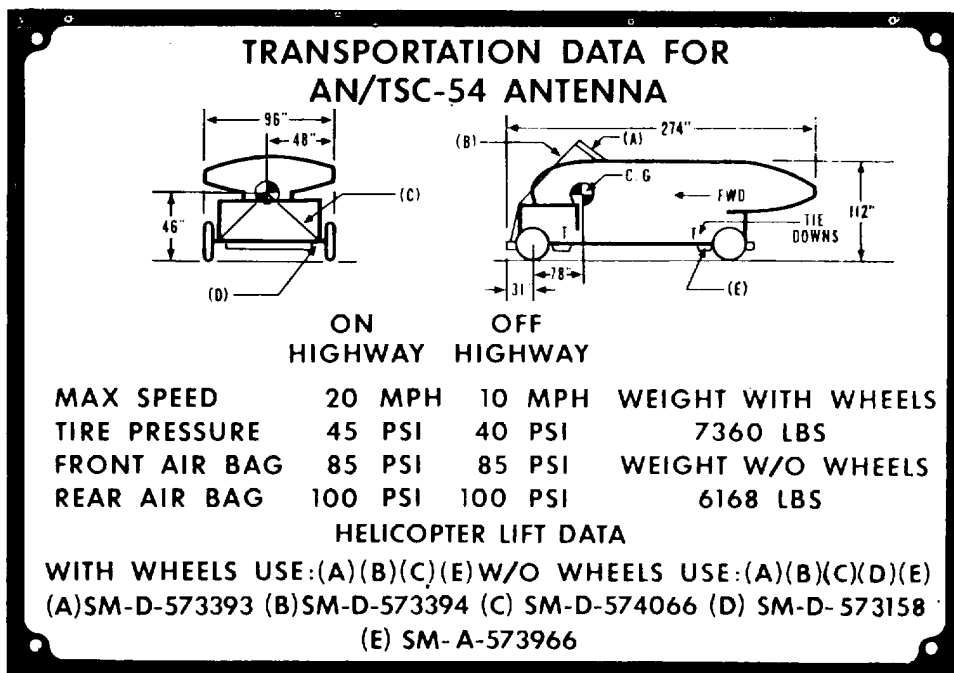 TRANSPORTATION DATA FOR
AN/TSC-54 ANTENNA
96"
48"
46"
(C)
(D)
274"
(B)
(A)
C.G
FWD
112"
T
T
TIE
DOWNS
78"
31
(E)
ON OFF
HIGHWAY HIGHWAY
MAX SPEED 20 MPH 10 MPH WEIGHT WITH WHEELS
TIRE PRESSURE 45 PSI 40 PSI 7360 LBS
FRONT AIR BAG 85 PSI 85 PSI WEIGHT W/O WHEELS
REAR AIR BAG 100 PSI 100 PSI 6168 LBS
HELICOPTER LIFT DATA
WITH WHEELS USE:(A)(B)(C)(E)W/O WHEELS USE:(A)(B)(C)(D)(E)
(A)SM-D-573393 (B)SM-D-573394 (C) SM-D-574066 (D) SM-D-573158
(E) SM-A-573966